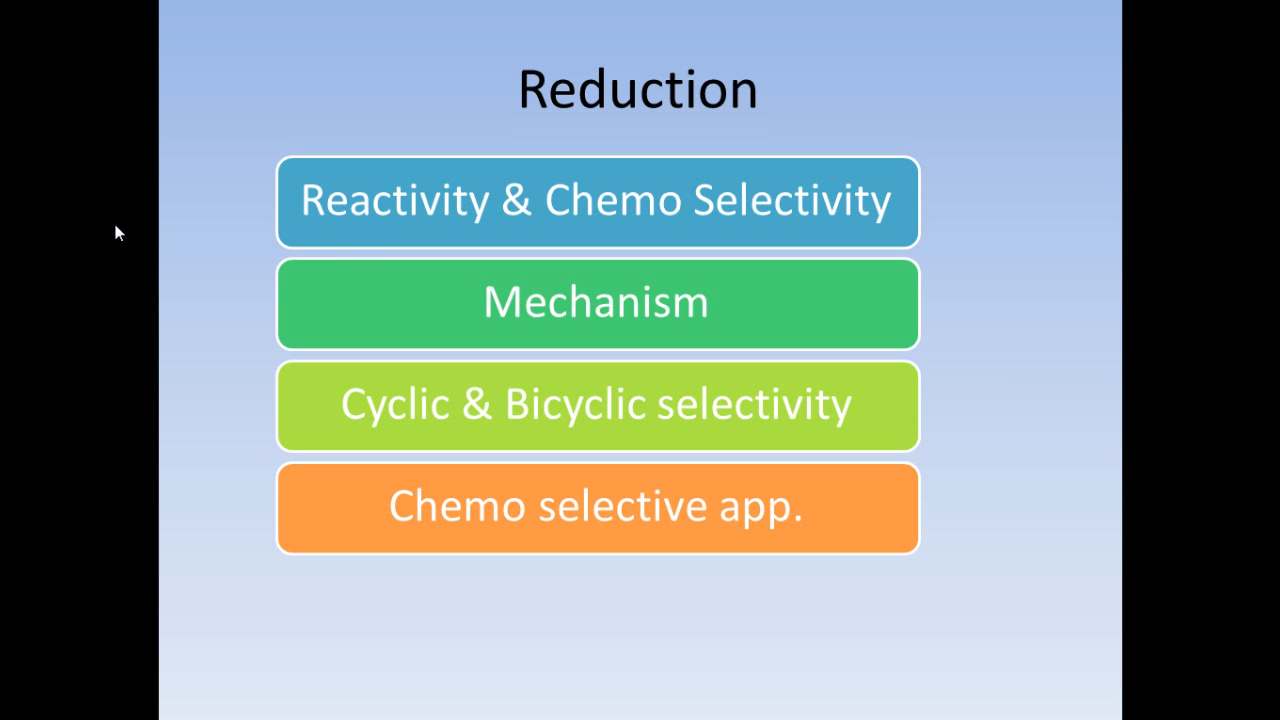 Reduction
Reactivity & Chemo Selectivity
Mechanism
Cyclic & Bicyclic selectivity
Chemo selective app.